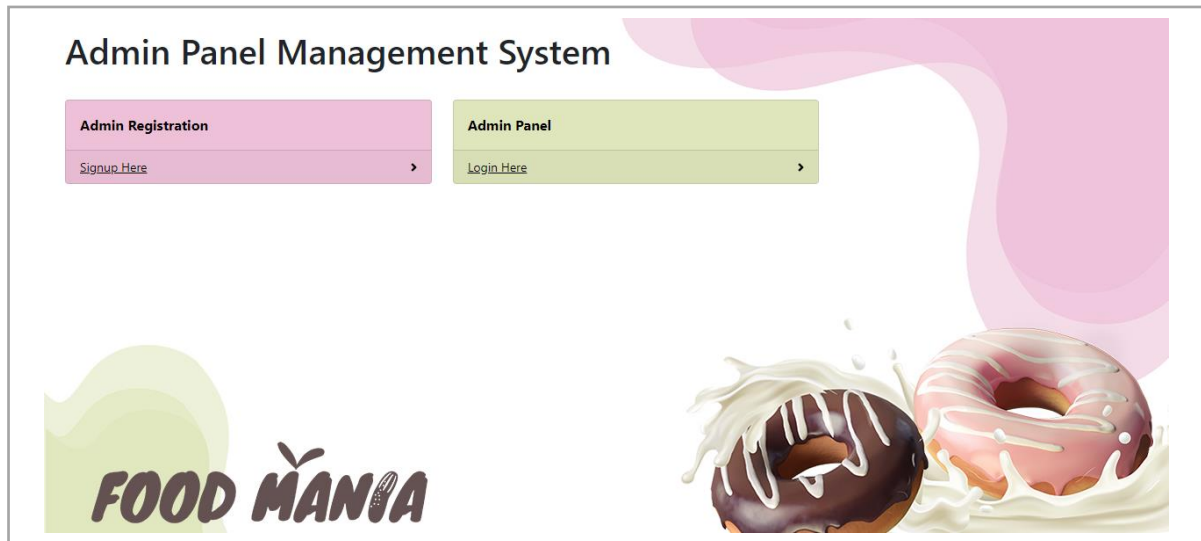 Admin Panel Management System
Admin Registration
Signup Here
Admin Panel
Login Here
FOOD MANIA